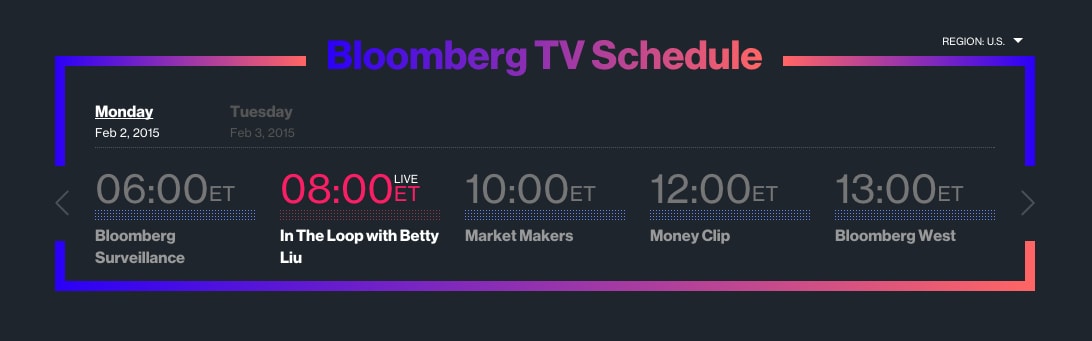 Bloomberg TV Schedule
REGION: U.S.
Monday
Feb 2, 2015
Tuesday
Feb 3, 2015
06:00ET
Bloomberg
Surveillance
LIVE
08:00ET
In The Loop with Betty
Liu
10:00ET
Market Makers
12:00ET
Money Clip
13:00ET
Bloomberg West